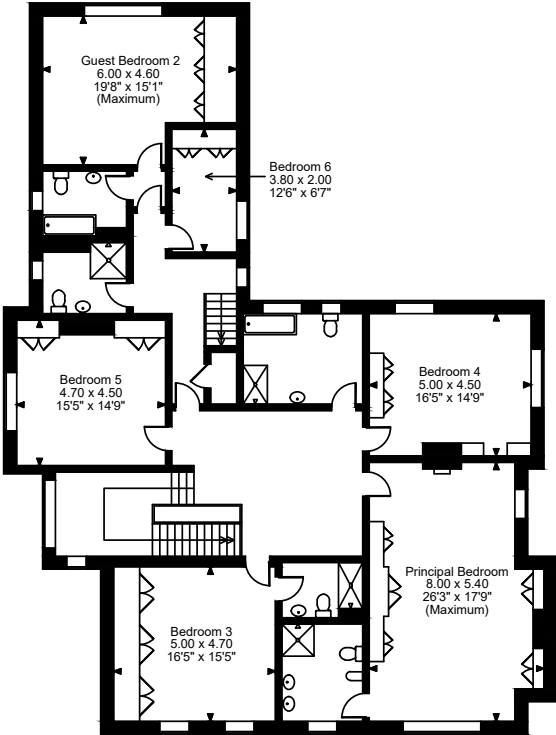 Guest Bedroom 2
6.00 x 4.60
19'8" x 15'1"
(Maximum)
Bedroom 6
3.80 x 2.00
12'6" x 6'7"
Bedroom 5
4.70 x 4.50
15'5" x 14'9"
Bedroom 4
5.00 x 4.50
16'5" x 14'9"
Principal Bedroom
8.00 x 5.40
26'3" x 17'9"
(Maximum)
Bedroom 3
5.00 x 4.70
16'5" x 15'5"